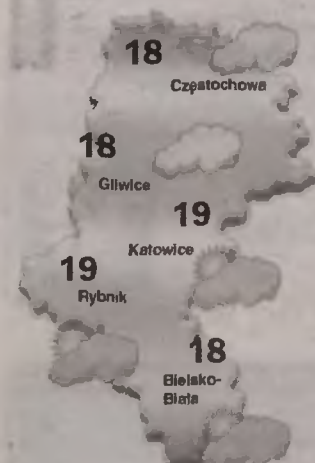 18
Częstochowa
18
Gliwice
19
Katowice
19
Rybnik
18
Bielsko-
Biała